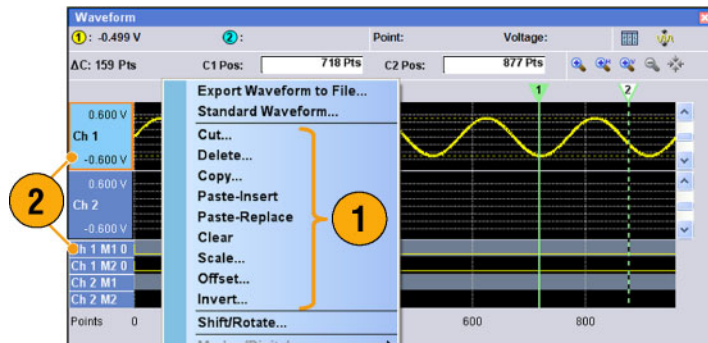 Waveform
1: -0.499 V 2: Point: Voltage:
ΔC: 159 Pts C1 Pos: 718 Pts C2 Pos: 877 Pts
Export Waveform to File...
Standard Waveform...
Cut...
Delete...
Copy...
Paste-Insert
Paste-Replace
Clear
Scale...
Offset...
Invert...
Shift/Rotate...
1
2
0.600 V
Ch 1
-0.600 V
2
0.600 V
Ch 2
-0.600 V
Ch 1 M1 0
Ch 1 M2 0
Ch 2 M1
Ch 2 M2
Points 0 600 800
1